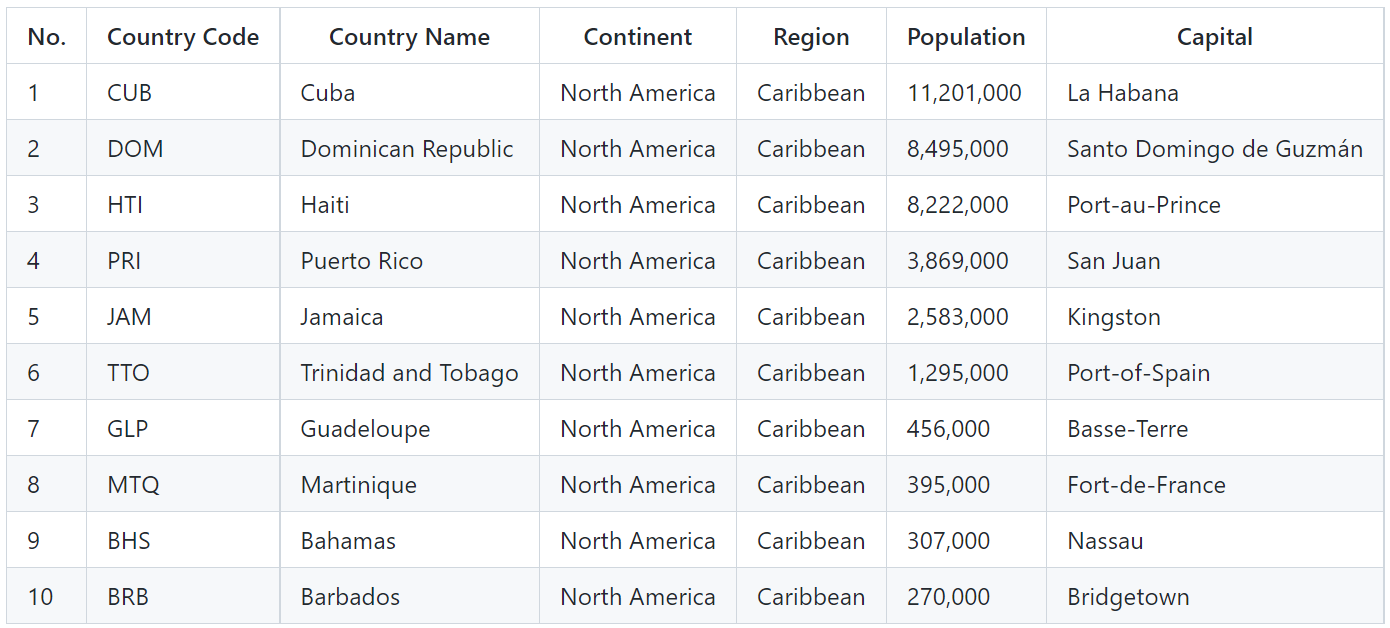 No. Country Code Country Name Continent Region Population Capital
1 CUB Cuba North America Caribbean 11,201,000 La Habana
2 DOM Dominican Republic North America Caribbean 8,495,000 Santo Domingo de Guzmán
3 HTI Haiti North America Caribbean 8,222,000 Port-au-Prince
4 PRI Puerto Rico North America Caribbean 3,869,000 San Juan
5 JAM Jamaica North America Caribbean 2,583,000 Kingston
6 TTO Trinidad and Tobago North America Caribbean 1,295,000 Port-of-Spain
7 GLP Guadeloupe North America Caribbean 456,000 Basse-Terre
8 MTQ Martinique North America Caribbean 395,000 Fort-de-France
9 BHS Bahamas North America Caribbean 307,000 Nassau
10 BRB Barbados North America Caribbean 270,000 Bridgetown